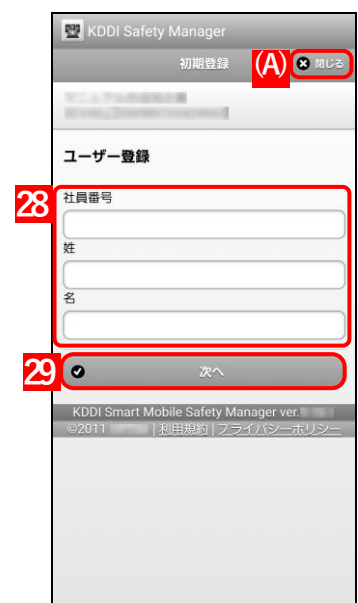 KDDI Safety Manager
初期登録
(A)
閉じる
ユーザー登録
28
社員番号
姓
名
29
次へ
KDDI Smart Mobile Safety Manager ver.
©2011 | 利用規約 | プライバシーポリシー